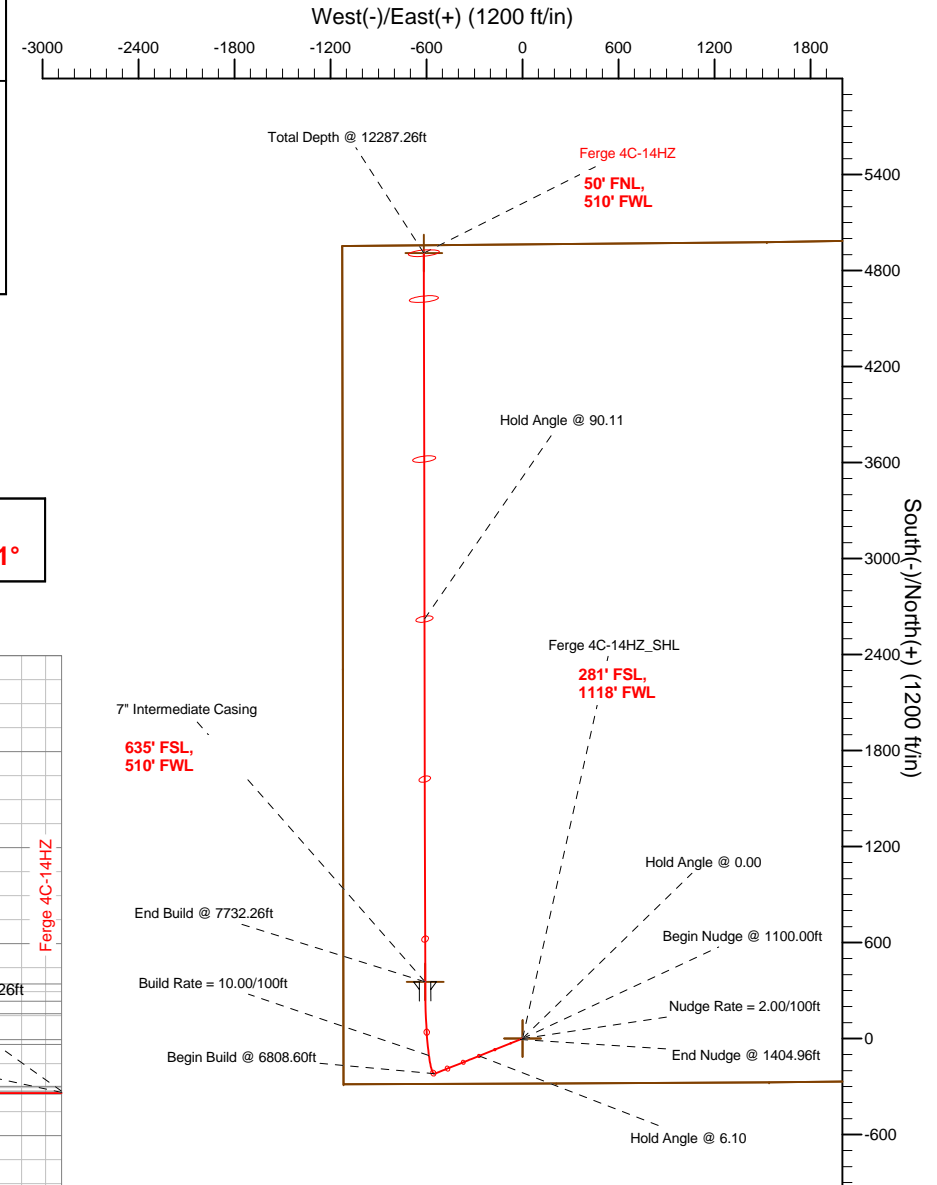 West(-)/East(+) (1200 ft/in)
-3000 -2400 -1800 -1200 -600 0 600 1200 1800
Total Depth @ 12287.26ft
Ferge 4C-14HZ
50' FNL,
510' FWL
5400
4800
4200
Hold Angle @ 90.11
3600
South(-)/North(+) (1200 ft/in)
1°
3000
Ferge 4C-14HZ_SHL
281' FSL,
1118' FWL
2400
7" Intermediate Casing
635' FSL,
510' FWL
1800
1200
Ferge 4C-14HZ
Hold Angle @ 0.00
End Build @ 7732.26ft
Begin Nudge @ 1100.00ft
600
Build Rate = 10.00/100ft
26ft
Nudge Rate = 2.00/100ft
0
Begin Build @ 6808.60ft
End Nudge @ 1404.96ft
Hold Angle @ 6.10
-600